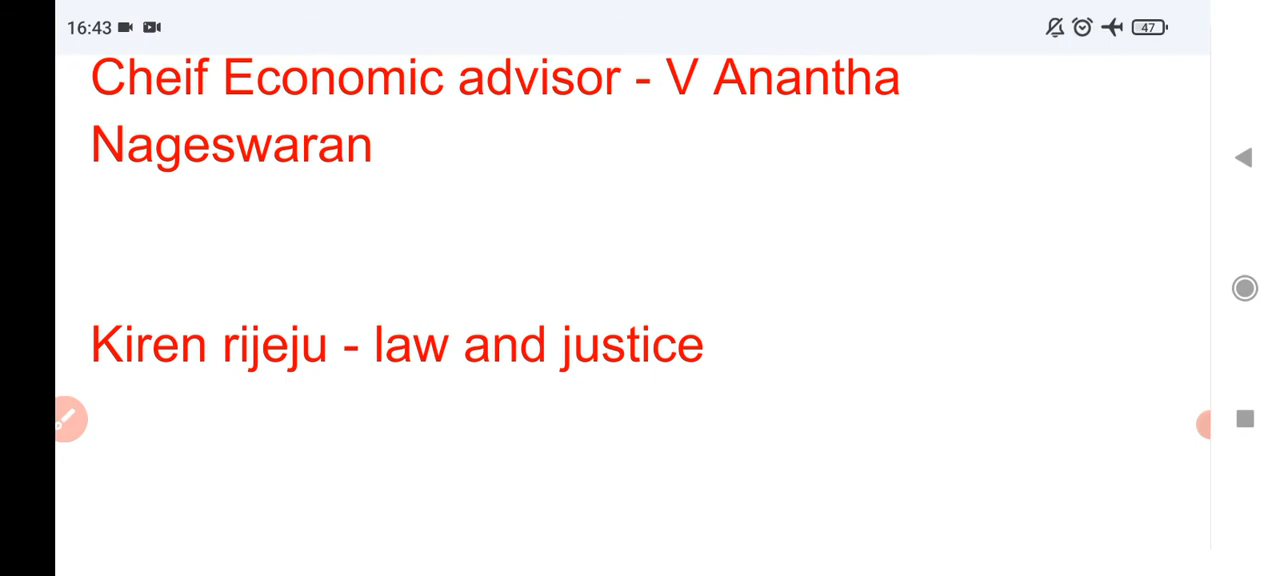 16:43
47
Cheif Economic advisor - V Anantha
Nageswaran
Kiren rijeju - law and justice